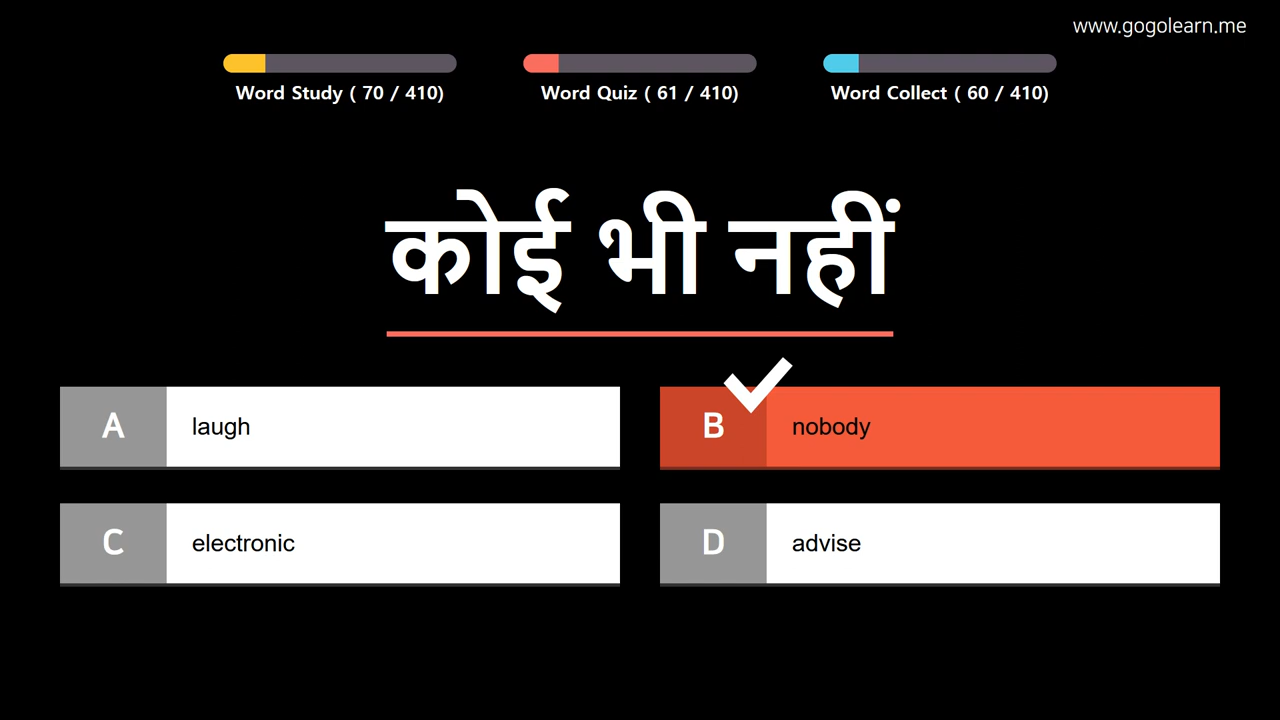 www.gogolearn.me
Word Study ( 70 / 410)
Word Quiz ( 61 / 410)
Word Collect ( 60 / 410)
कोई भी नहीं
A laugh
B nobody
C electronic
D advise